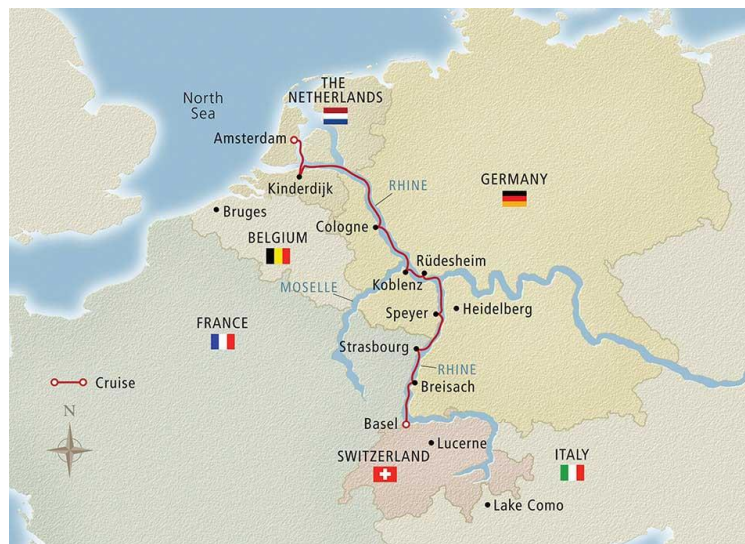 THE
NETHERLANDS
North
Sea
Amsterdam
Kinderdijk
RHINE
GERMANY
Bruges
Cologne
BELGIUM
Rüdesheim
Koblenz
MOSELLE
Speyer
Heidelberg
FRANCE
Strasbourg
RHINE
Cruise
Breisach
N
Basel
Lucerne
SWITZERLAND
ITALY
Lake Como